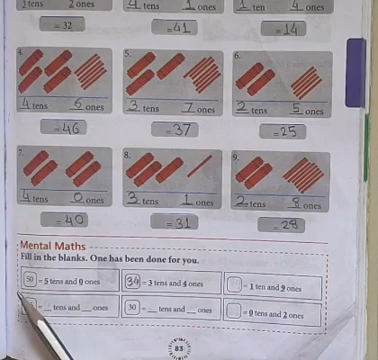 3 tens 2 ones 4 tens 1 ones 1 ten 4 ones
= 32 =41 =14
4. 5. 6.
4 tens 6 ones 3 tens 7 ones 2 tens 5 ones
=46 =37 =25
7. 8. 9.
4 tens 0 ones 3 tens 1 ones 2 tens 8 ones
=40 =31 =28
Mental Maths
Fill in the blanks. One has been done for you.
50 = 5 tens and 0 ones 34 = 3 tens and 4 ones = 1 ten and 9 ones
= __ tens and __ ones 30 = __ tens and __ ones = 0 tens and 2 ones
83